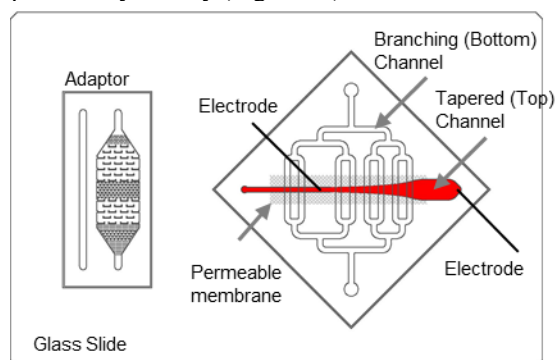 Branching (Bottom)
Channel
Adaptor
Tapered (Top)
Channel
Electrode
Permeable
membrane
Electrode
Glass Slide